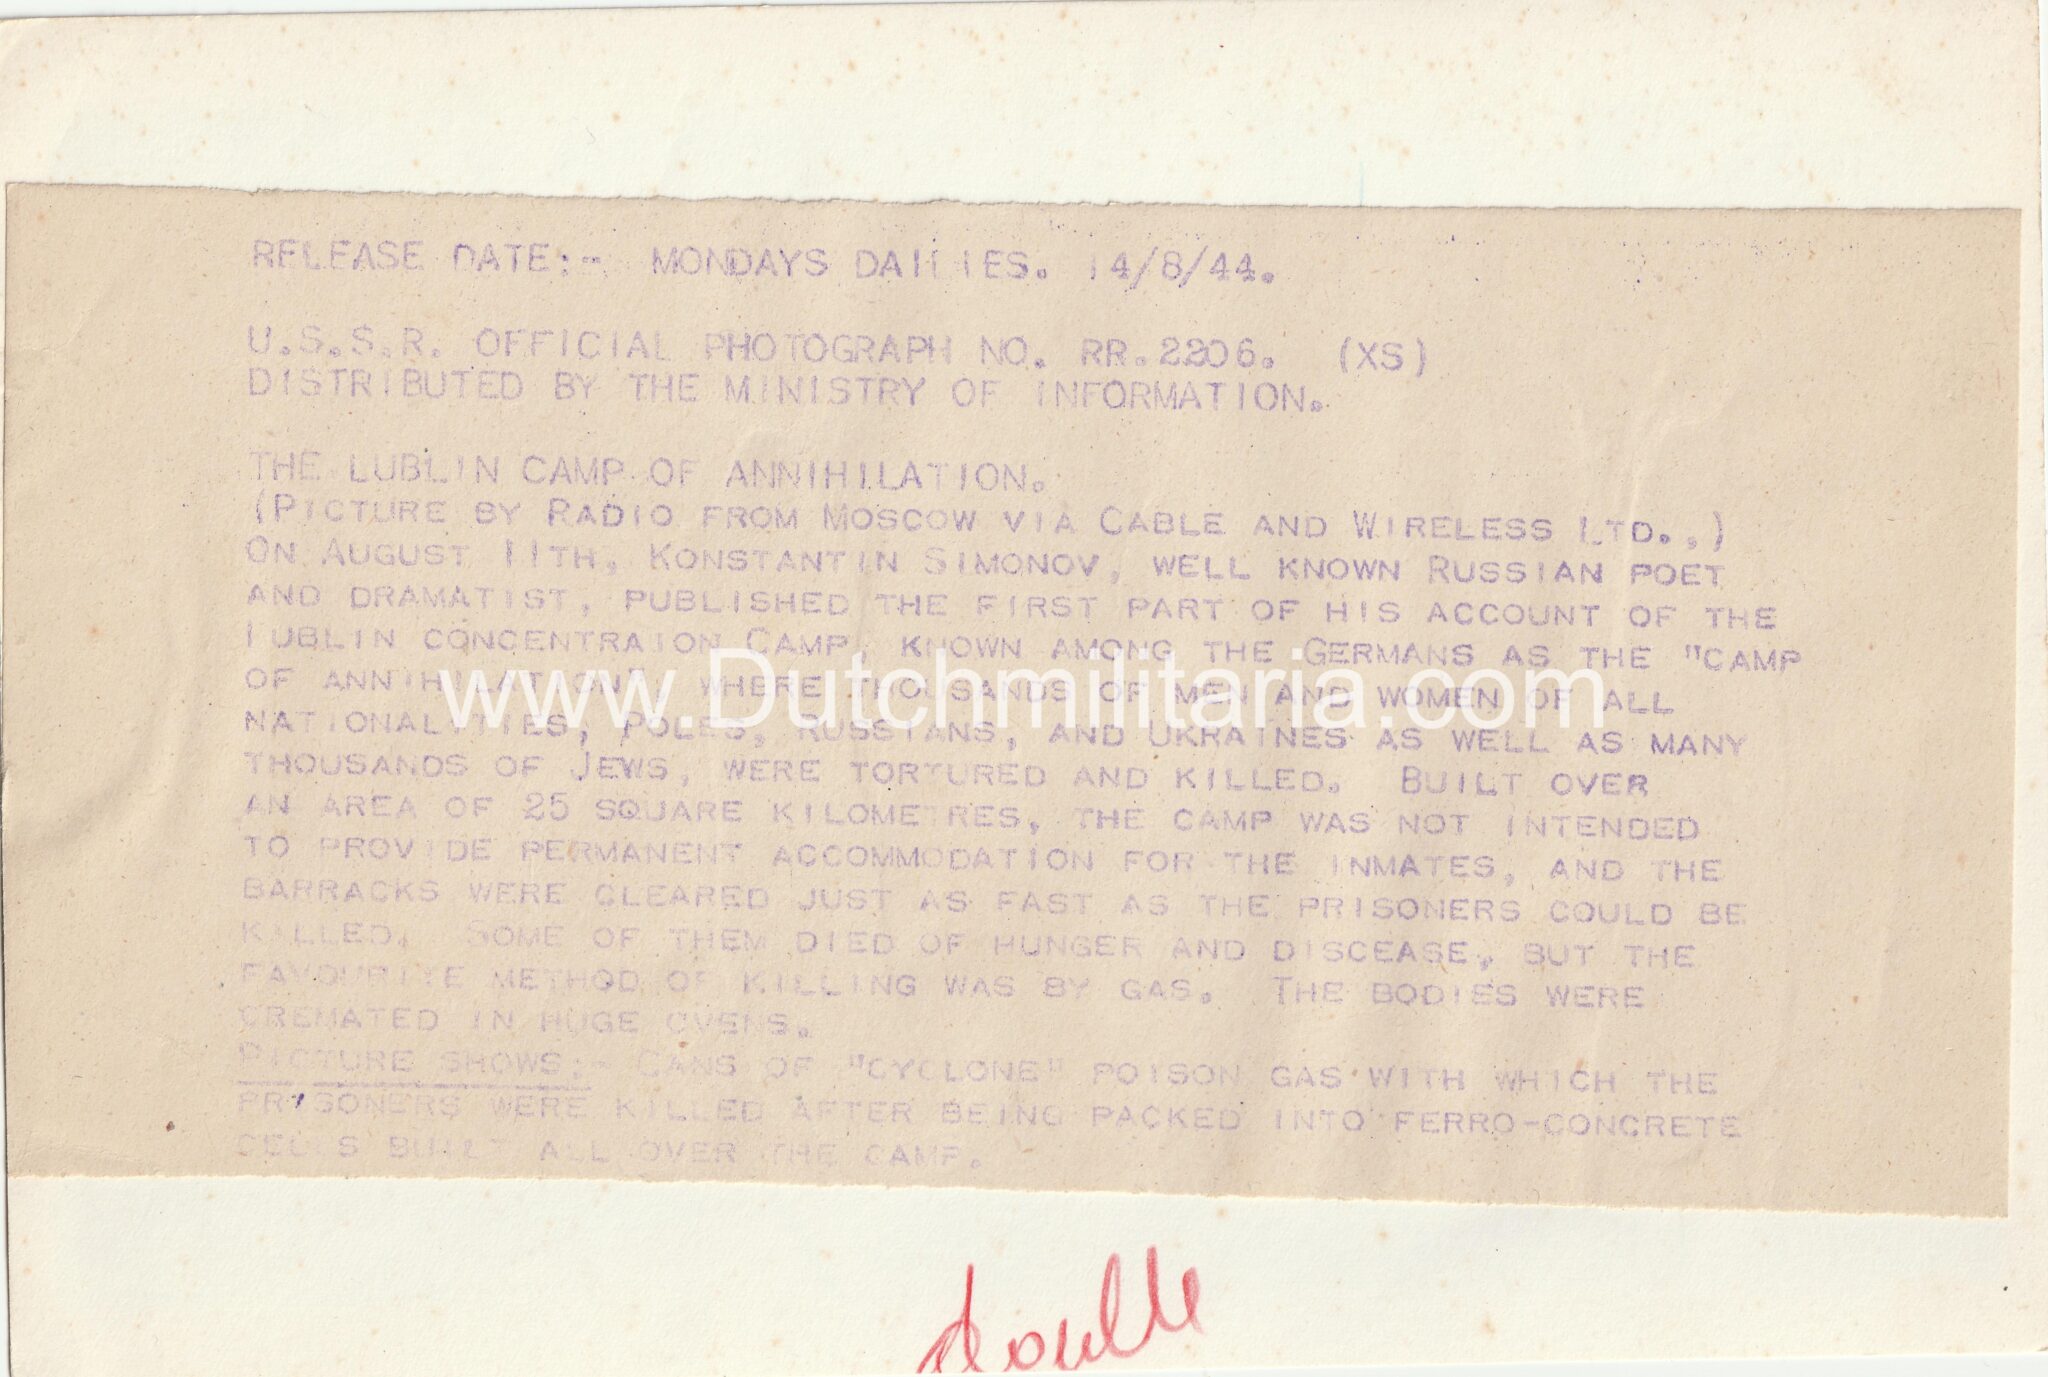 RELEASE DATE:- MONDAYS DAILIES. 14/8/44.
U.S.S.R. OFFICIAL PHOTOGRAPH NO. RR.2206. (XS)
DISTRIBUTED BY THE MINISTRY OF INFORMATION.
THE LUBLIN CAMP OF ANNIHILATION.
(PICTURE BY RADIO FROM MOSCOW VIA CABLE AND WIRELESS LTD..)
ON AUGUST 11TH, KONSTANTIN SIMONOV, WELL KNOWN RUSSIAN POET
AND DRAMATIST, PUBLISHED THE FIRST PART OF HIS ACCOUNT OF THE
LUBLIN CONCENTRAION CAMP, KNOWN AMONG THE GERMANS AS THE "CAMP
OF ANNIHILATION", WHERE THOUSANDS OF MEN AND WOMEN OF ALL
www.Dutchmilitaria.com
NATIONALITIES, POLES, RUSSIANS, AND UKRAINES AS WELL AS MANY
THOUSANDS OF JEWS, WERE TORTURED AND KILLED. BUILT OVER
AN AREA OF 25 SQUARE KILOMETRES, THE CAMP WAS NOT INTENDED
TO PROVIDE PERMANENT ACCOMMODATION FOR THE INMATES, AND THE
BARRACKS WERE CLEARED JUST AS FAST AS THE PRISONERS COULD BE
KILLED. SOME OF THEM DIED OF HUNGER AND DISCEASE, BUT THE
FAVOURITE METHOD OF KILLING WAS BY GAS. THE BODIES WERE
CREMATED IN HUGE OVENS.
PICTURE SHOWS:- CANS OF "CYCLONE" POISON GAS WITH WHICH THE
PRISONERS WERE KILLED AFTER BEING PACKED INTO FERRO-CONCRETE
CELLS BUILT ALL OVER THE CAMP.
double